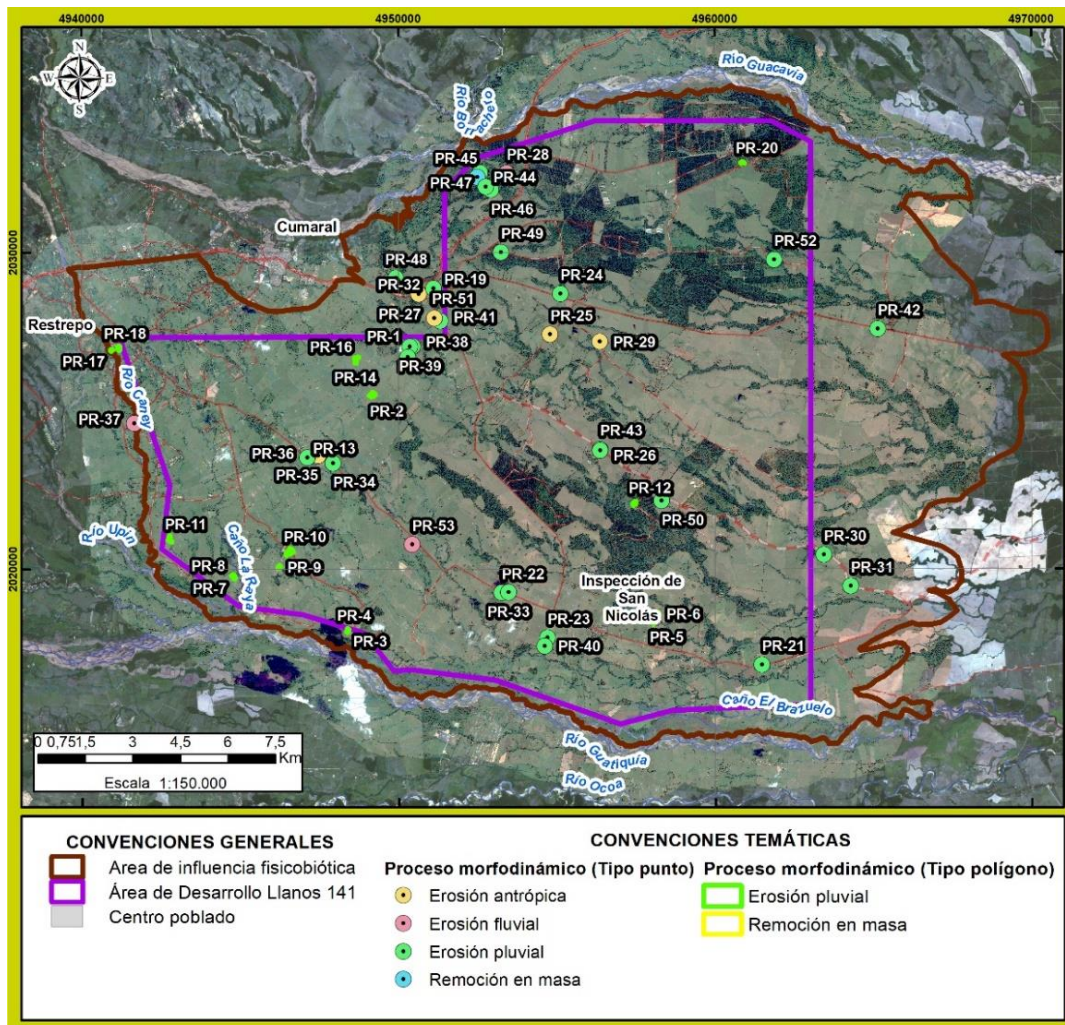 4940000
4950000
4960000
4970000
N
W
E
S
Río Guacavía
Río Borrachero
PR-45
PR-28
PR-20
PR-47
PR-44
PR-46
Cumaral
PR-49
PR-52
2030000
2030000
PR-48
PR-19
PR-24
PR-32
PR-51
PR-42
PR-27
PR-41
PR-25
Restrepo
PR-18
PR-1
PR-38
PR-29
PR-17
PR-16
PR-39
PR-14
Río Caney
PR-2
PR-37
PR-43
PR-36
PR-13
PR-26
PR-35
PR-34
PR-12
PR-50
PR-11
PR-53
Río Upín
PR-10
PR-30
Caño La Raya
PR-8
PR-9
2020000
2020000
PR-7
PR-22
Inspección de
San
Nicolás
PR-31
PR-33
PR-4
PR-23
PR-6
PR-3
PR-40
PR-5
PR-21
Caño El Brazuelo
Río Guatiquía
Río Ocoa
0 0,751,5 3 4,5 6 7,5
Km
Escala 1:150.000
CONVENCIONES GENERALES
Area de influencia fisicobiótica
Área de Desarrollo Llanos 141
Centro poblado
CONVENCIONES TEMÁTICAS
Proceso morfodinámico (Tipo punto)
Erosión antrópica
Erosión fluvial
Erosión pluvial
Remoción en masa
Proceso morfodinámico (Tipo polígono)
Erosión pluvial
Remoción en masa